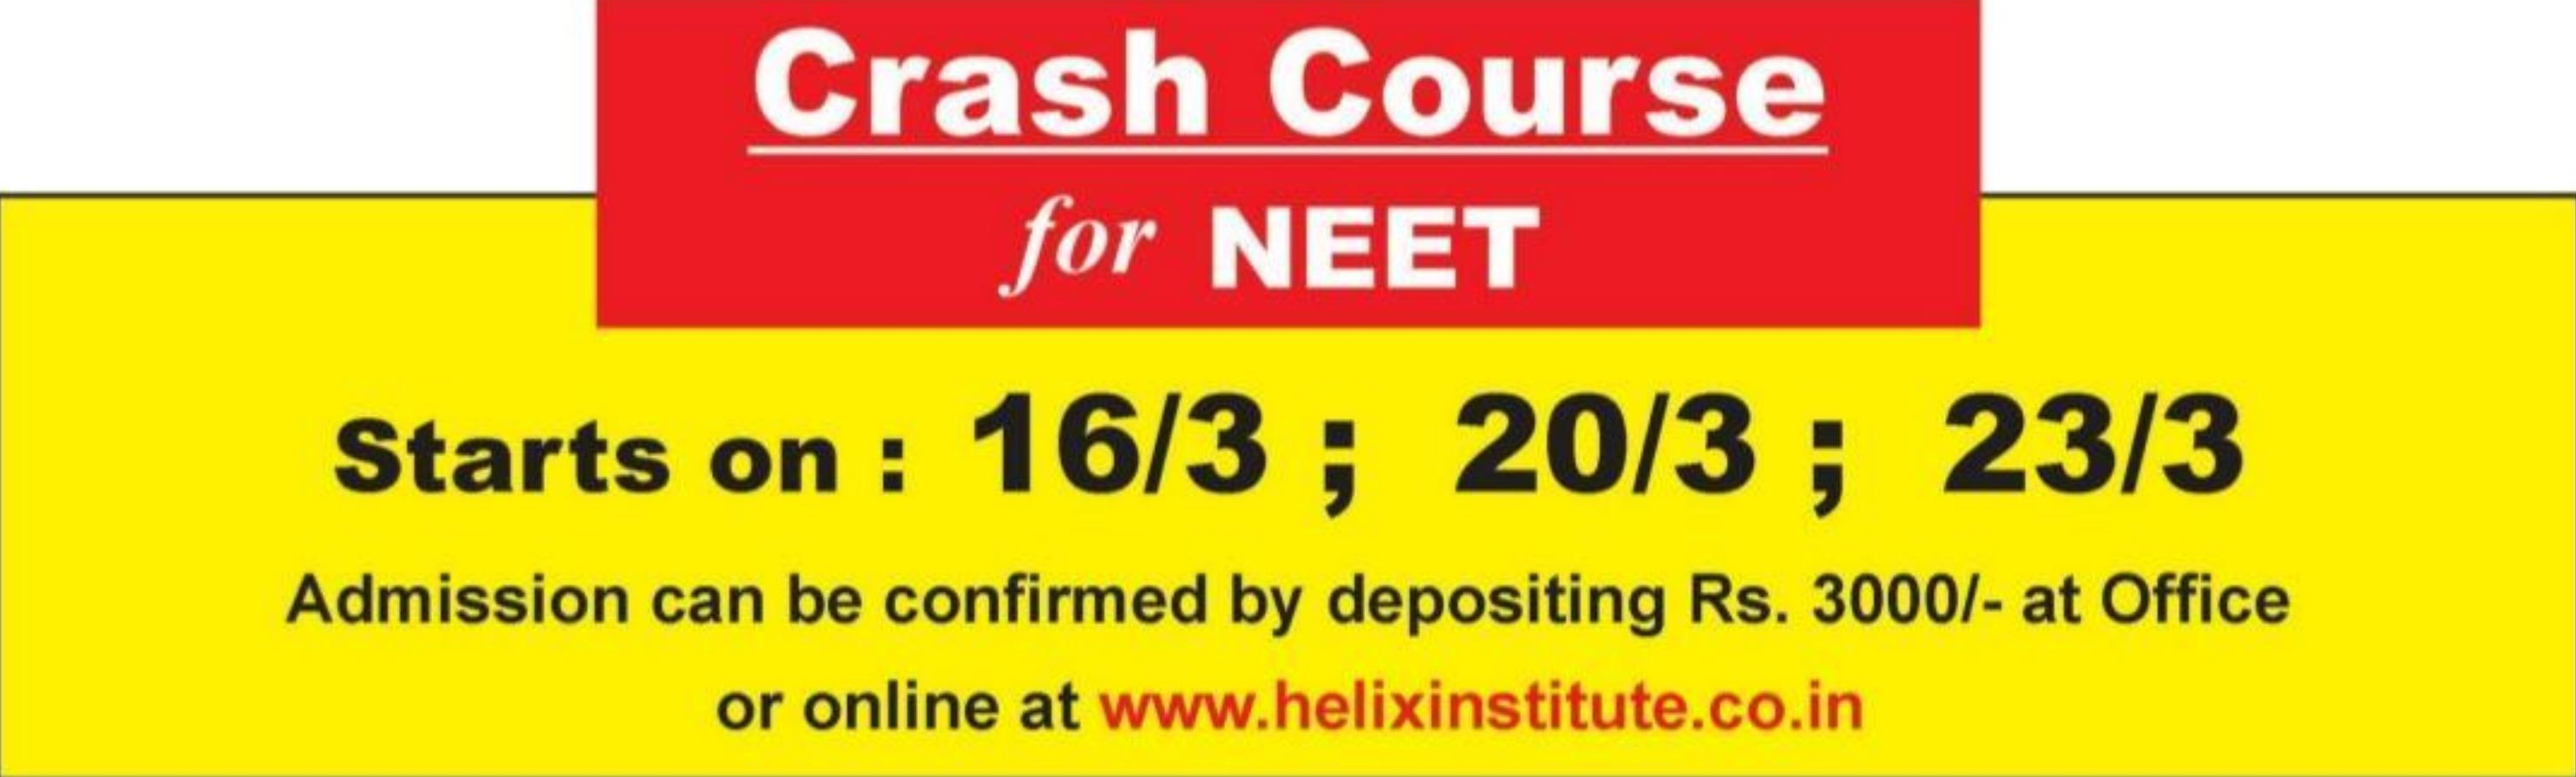 Crash Course
for NEET
Starts on : 16/3 ; 20/3 ; 23/3
Admission can be confirmed by depositing Rs. 3000/- at Office
or online at www.helixinstitute.co.in